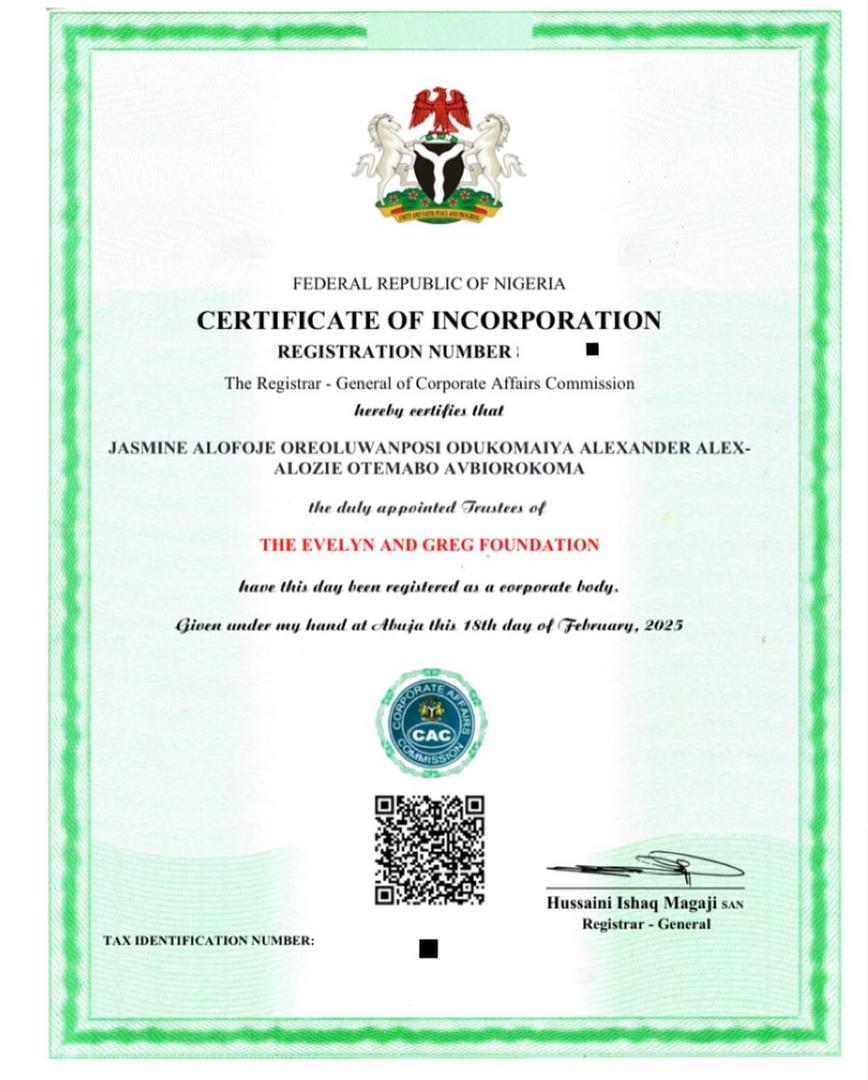 UNITY AND FAITH, PEACE AND PROGRESS
FEDERAL REPUBLIC OF NIGERIA
CERTIFICATE OF INCORPORATION
REGISTRATION NUMBER
The Registrar - General of Corporate Affairs Commission
hereby certifies that
JASMINE ALOFOJE OREOLUWANPOSI ODUKOMAIYA ALEXANDER ALEX-
ALOZIE OTEMABO AVBIOROKOMA
the duly appointed Trustees of
THE EVELYN AND GREG FOUNDATION
have this day been registered as a corporate body.
Given under my hand at Abuja this 18th day of February, 2025
CORPORATE AFFAIRS
CAC
COMMISSION
Hussaini Ishaq Magaji SAN
Registrar - General
TAX IDENTIFICATION NUMBER: